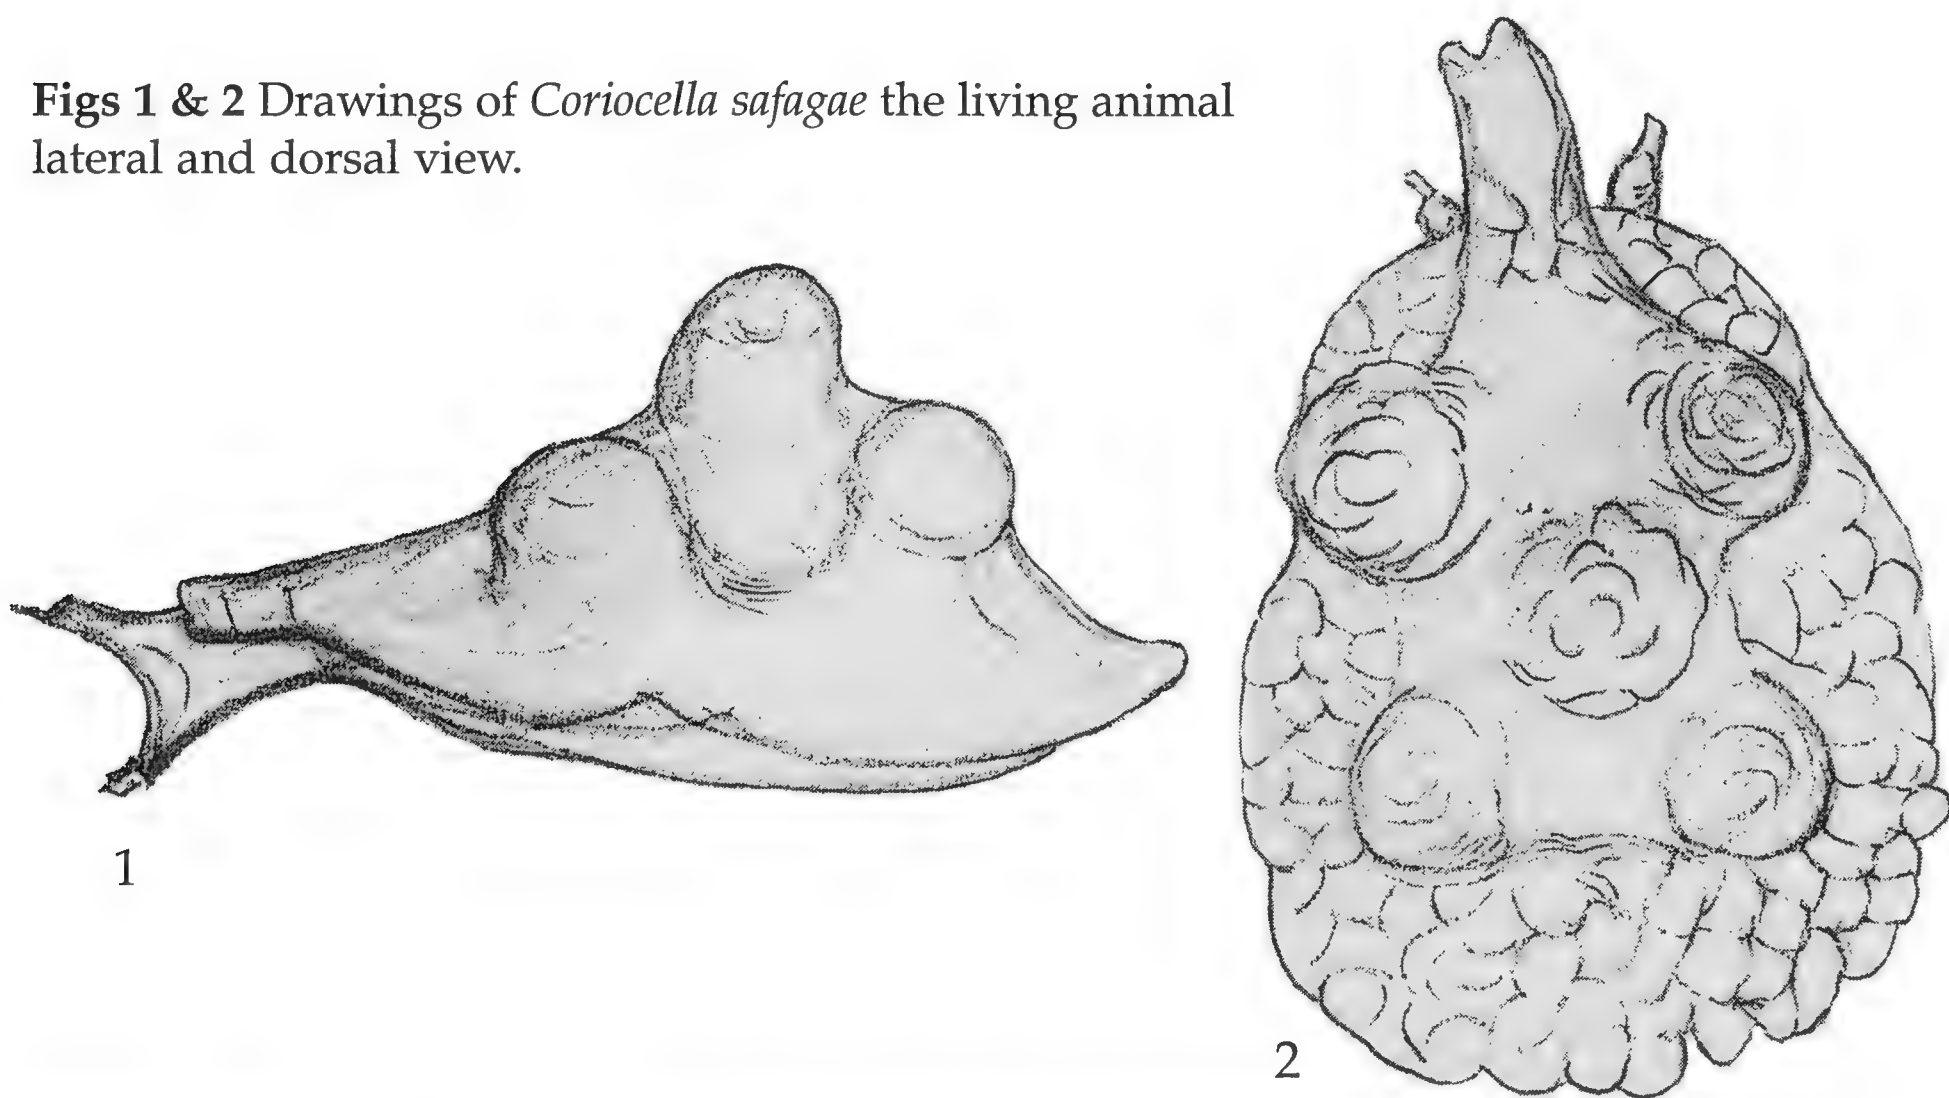 Figs 1 & 2 Drawings of Coriocella safagae the living animal
lateral and dorsal view.
1
2